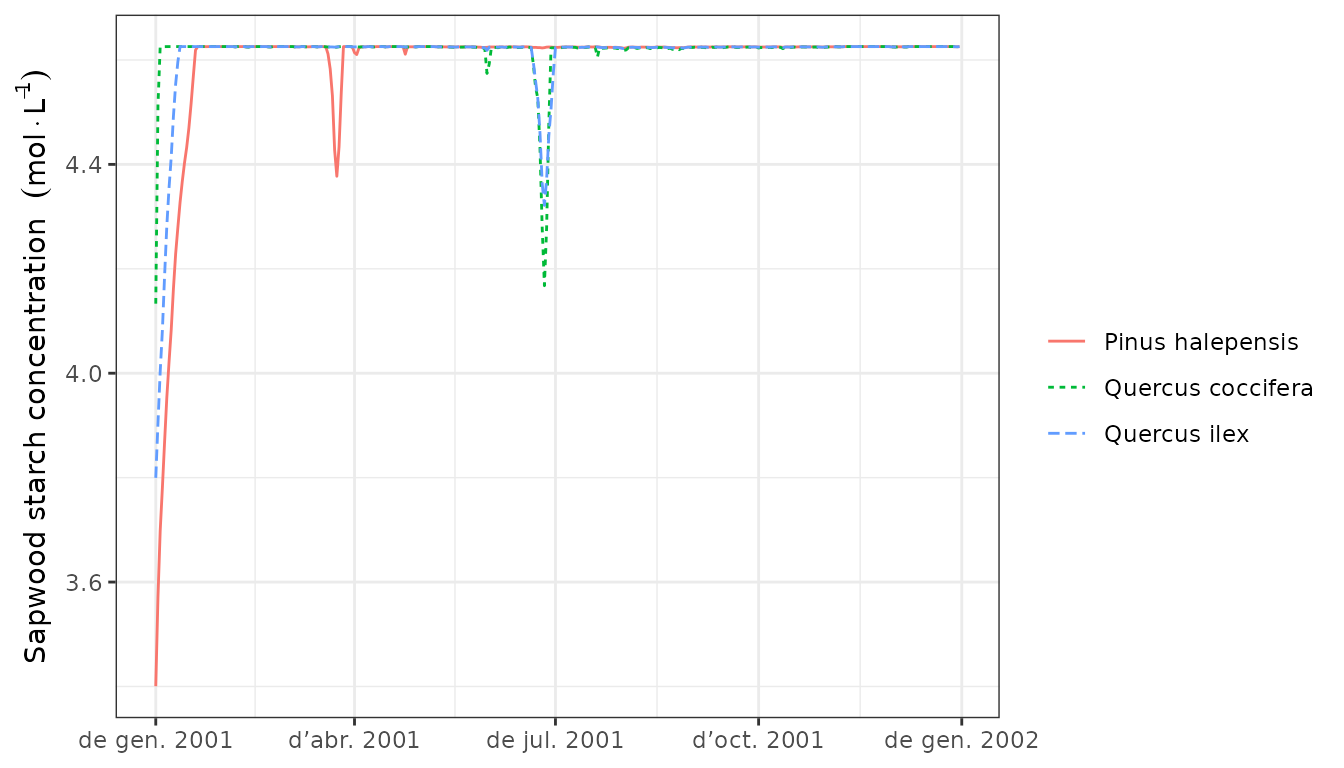 Sapwood starch concentration (mol · L⁻¹)
4.4
4.0
3.6
de gen. 2001
d’abr. 2001
de jul. 2001
d’oct. 2001
de gen. 2002
Pinus halepensis
Quercus coccifera
Quercus ilex